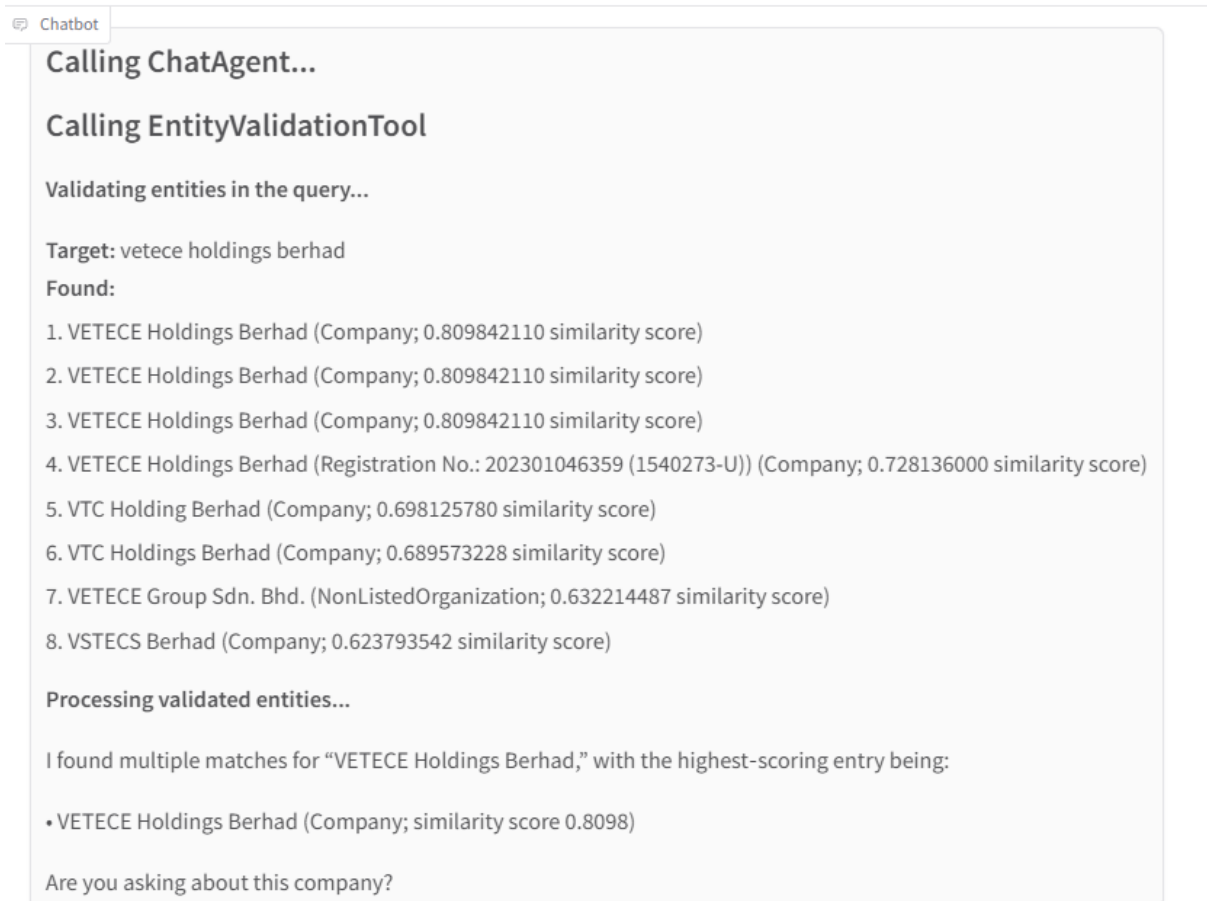 Chatbot
Calling ChatAgent...
Calling EntityValidationTool
Validating entities in the query...
Target: vetece holdings berhad
Found:
1. VETECE Holdings Berhad (Company; 0.809842110 similarity score)
2. VETECE Holdings Berhad (Company; 0.809842110 similarity score)
3. VETECE Holdings Berhad (Company; 0.809842110 similarity score)
4. VETECE Holdings Berhad (Registration No.: 202301046359 (1540273-U)) (Company; 0.728136000 similarity score)
5. VTC Holding Berhad (Company; 0.698125780 similarity score)
6. VTC Holdings Berhad (Company; 0.689573228 similarity score)
7. VETECE Group Sdn. Bhd. (NonListedOrganization; 0.632214487 similarity score)
8. VSTECS Berhad (Company; 0.623793542 similarity score)
Processing validated entities...
I found multiple matches for “VETECE Holdings Berhad,” with the highest-scoring entry being:
• VETECE Holdings Berhad (Company; similarity score 0.8098)
Are you asking about this company?